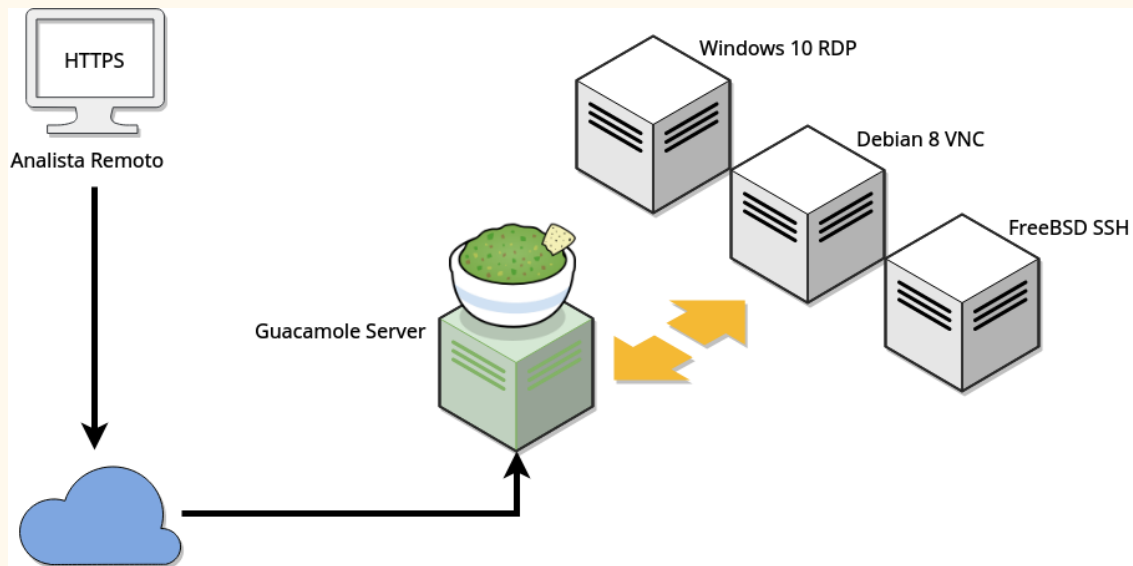 HTTPS
Analista Remoto
Windows 10 RDP
Debian 8 VNC
FreeBSD SSH
Guacamole Server